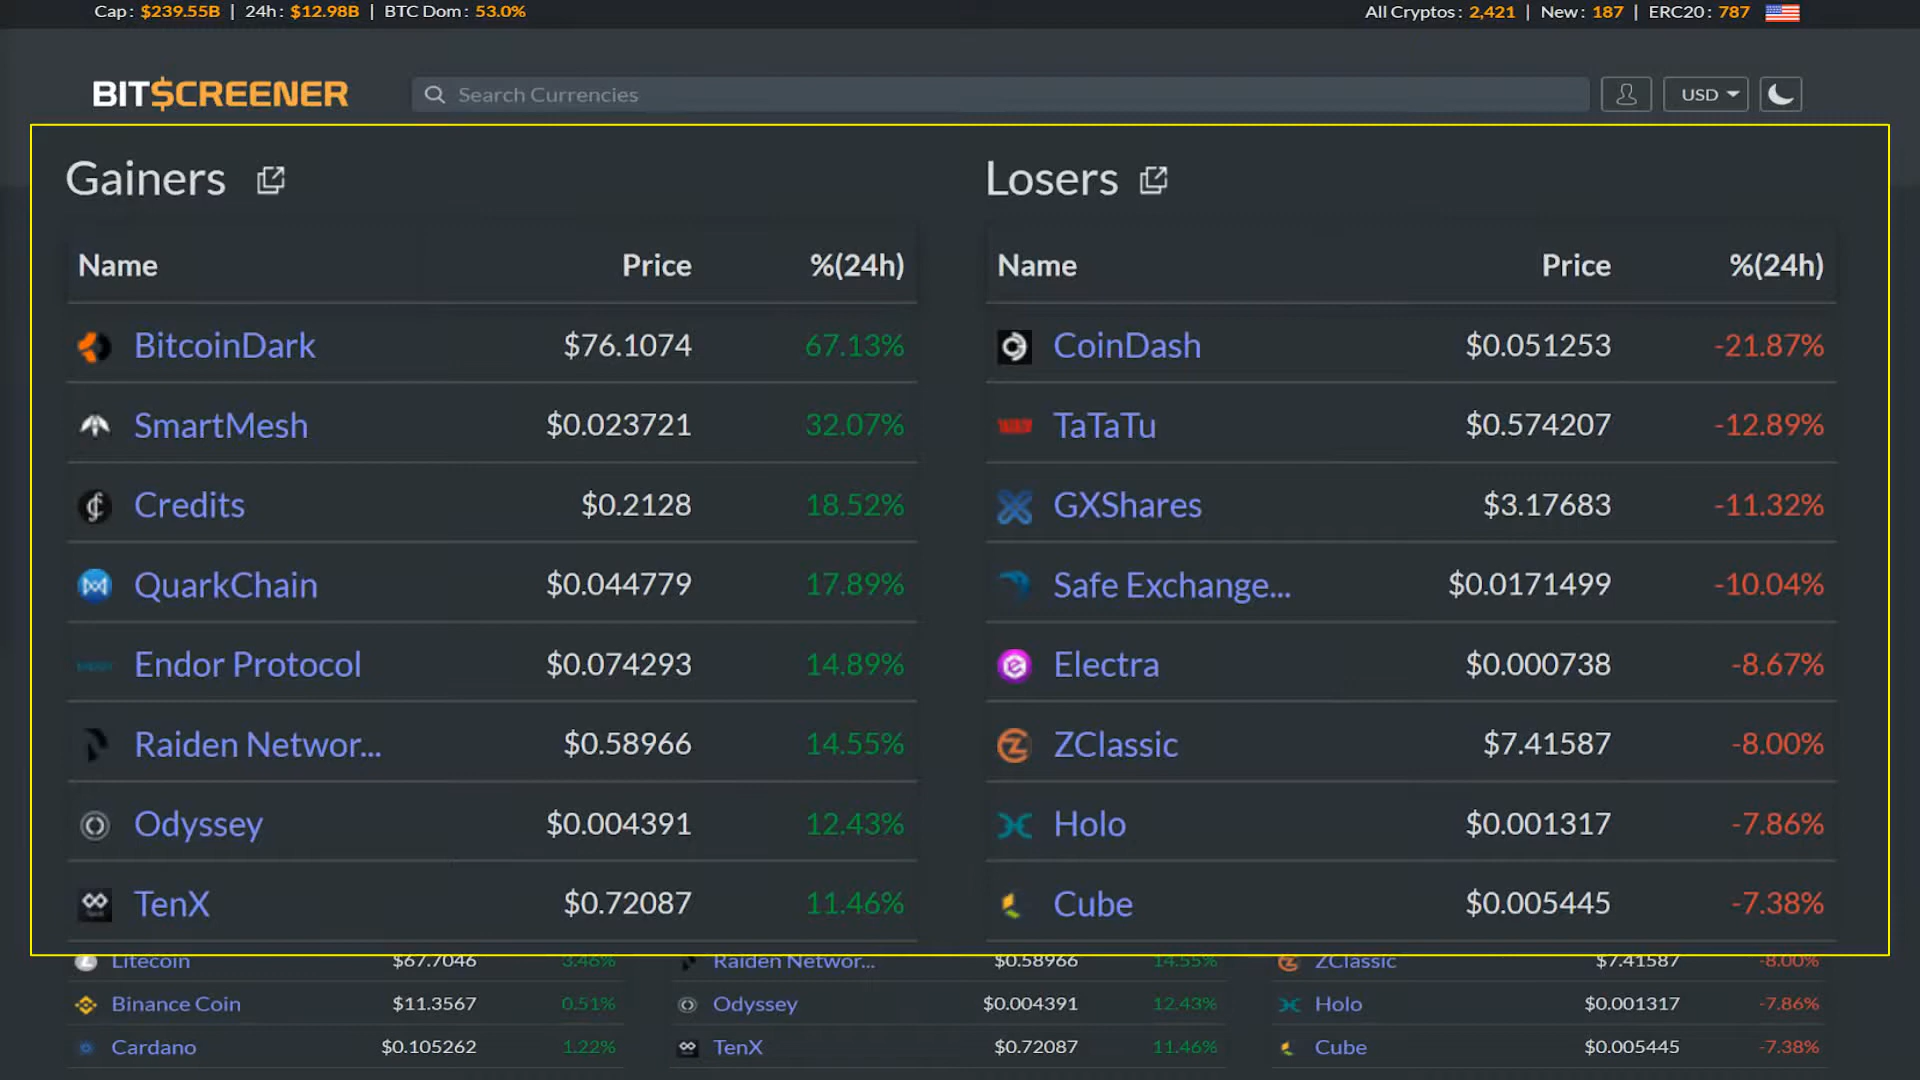 Cap: $239.55B | 24h: $12.98B | BTC Dom: 53.0%
All Cryptos: 2,421 | New: 187 | ERC20: 787
BIT$CREENER
Search Currencies
USD
Gainers
Name Price %(24h)
BitcoinDark $76.1074 67.13%
SmartMesh $0.023721 32.07%
Credits $0.2128 18.52%
QuarkChain $0.044779 17.89%
Endor Protocol $0.074293 14.89%
Raiden Networ... $0.58966 14.55%
Odyssey $0.004391 12.43%
TenX $0.72087 11.46%
Losers
Name Price %(24h)
CoinDash $0.051253 -21.87%
TaTaTu $0.574207 -12.89%
GXShares $3.17683 -11.32%
Safe Exchange... $0.0171499 -10.04%
Electra $0.000738 -8.67%
ZClassic $7.41587 -8.00%
Holo $0.001317 -7.86%
Cube $0.005445 -7.38%
Litecoin $67.7046 3.46%
Binance Coin $11.3567 0.51%
Cardano $0.105262 1.22%
Raiden Networ... $0.58966 14.55%
Odyssey $0.004391 12.43%
TenX $0.72087 11.46%
ZClassic $7.41587 -8.00%
Holo $0.001317 -7.86%
Cube $0.005445 -7.38%